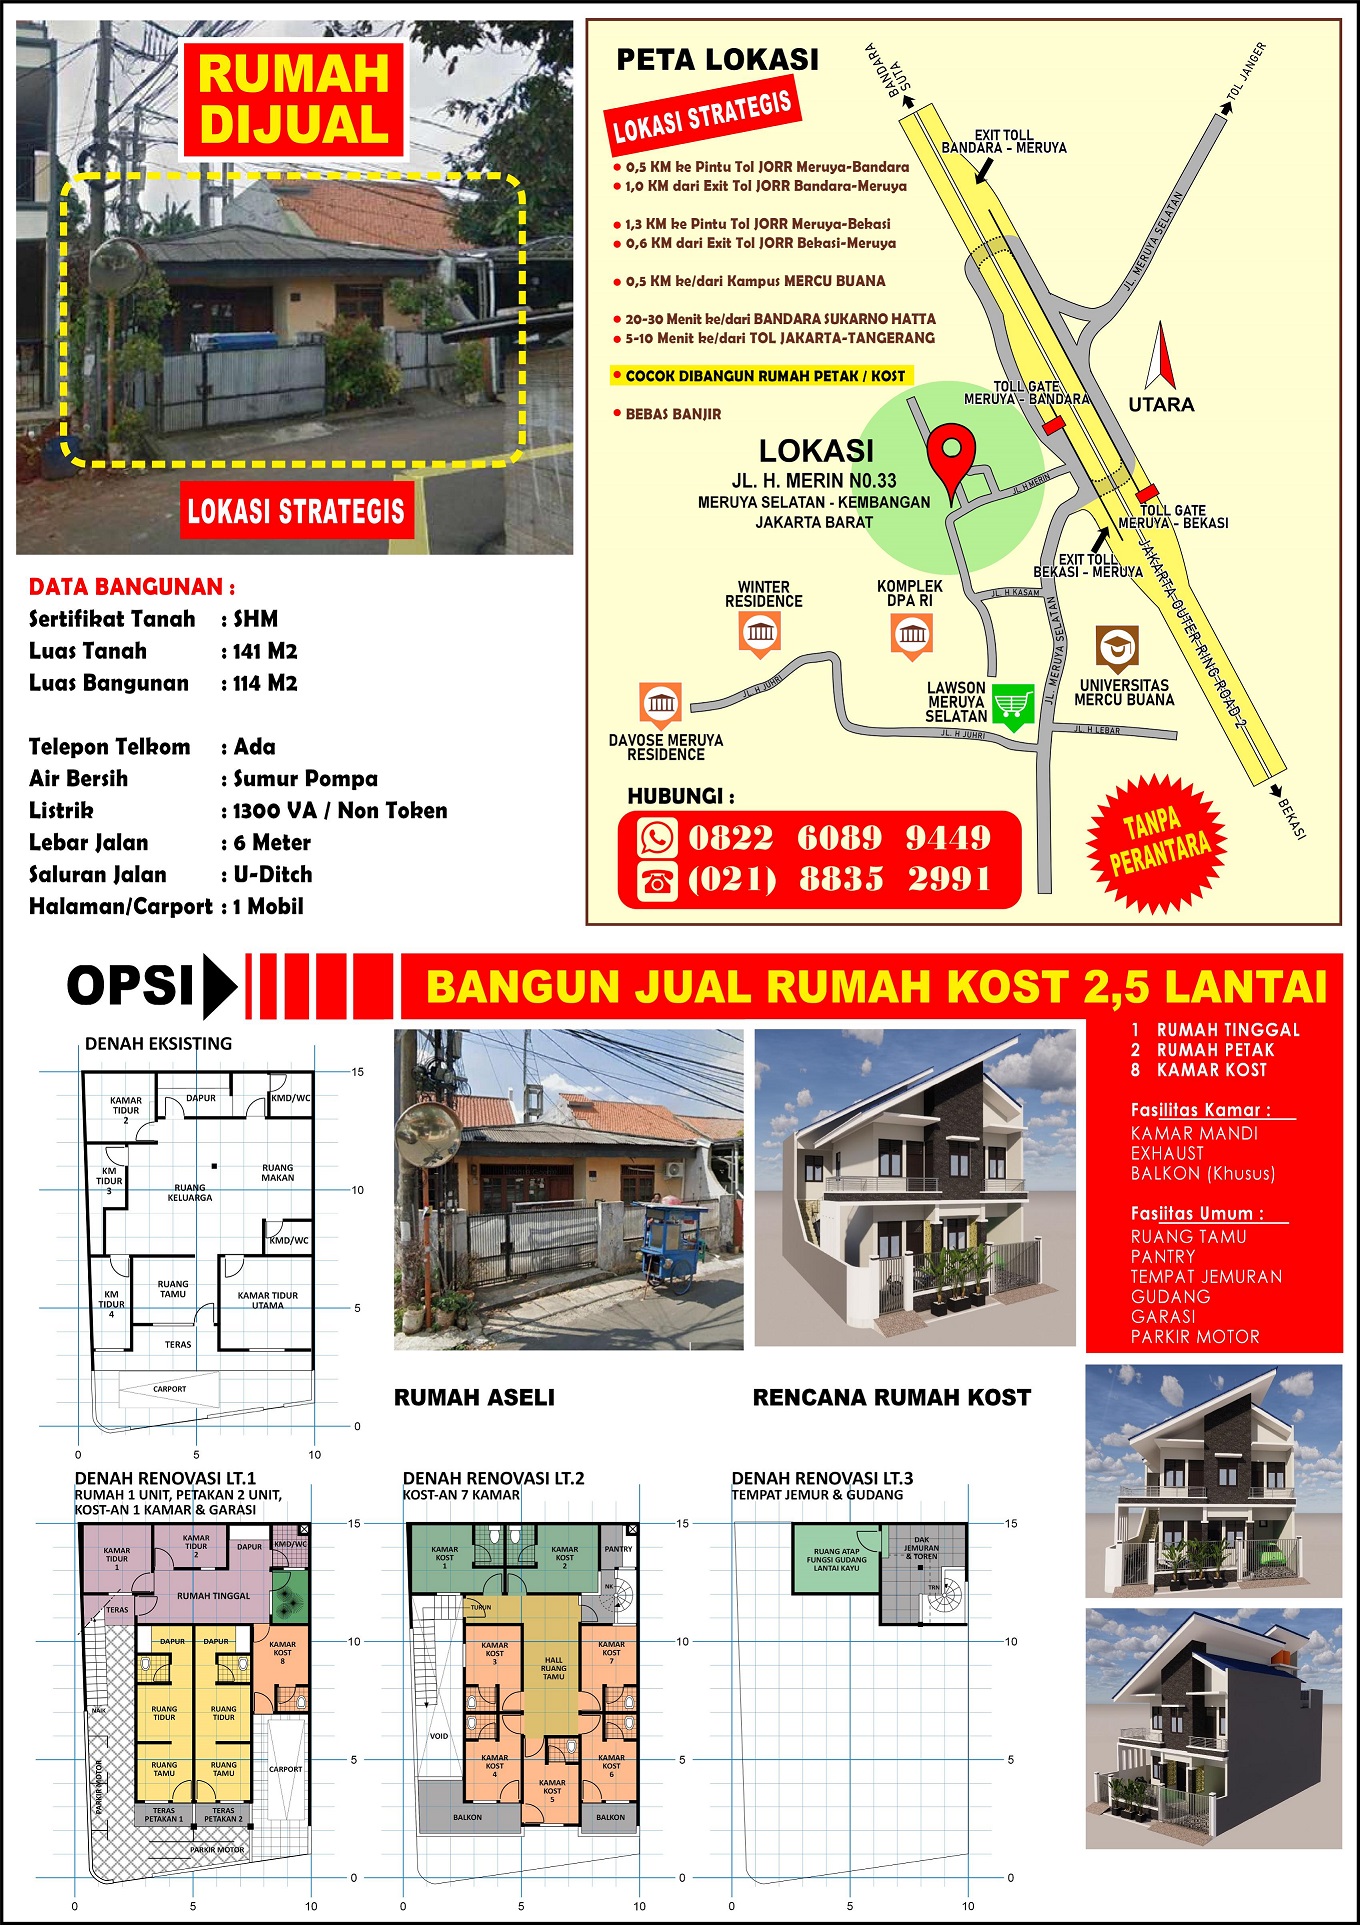 RUMAH
DIJUAL
LOKASI STRATEGIS
DATA BANGUNAN :
Sertifikat Tanah : SHM
Luas Tanah : 141 M2
Luas Bangunan : 114 M2
Telepon Telkom : Ada
Air Bersih : Sumur Pompa
Listrik : 1300 VA / Non Token
Lebar Jalan : 6 Meter
Saluran Jalan : U-Ditch
Halaman/Carport : 1 Mobil
PETA LOKASI
LOKASI STRATEGIS
• 0,5 KM ke Pintu Tol JORR Meruya-Bandara
• 1,0 KM dari Exit Tol JORR Bandara-Meruya
• 1,3 KM ke Pintu Tol JORR Meruya-Bekasi
• 0,6 KM dari Exit Tol JORR Bekasi-Meruya
• 0,5 KM ke/dari Kampus MERCU BUANA
• 20-30 Menit ke/dari BANDARA SUKARNO HATTA
• 5-10 Menit ke/dari TOL JAKARTA-TANGERANG
• COCOK DIBANGUN RUMAH PETAK / KOST
• BEBAS BANJIR
BANDARA
SUTA
EXIT TOLL
BANDARA - MERUYA
TOL JANGER
JL. MERUYA SELATAN
UTARA
TOLL GATE
MERUYA - BANDARA
LOKASI
JL. H. MERIN N0.33
MERUYA SELATAN - KEMBANGAN
JAKARTA BARAT
JL. H MERIN
TOLL GATE
MERUYA - BEKASI
EXIT TOLL
BEKASI - MERUYA
JAKARTA OUTER RING ROAD 2
JL. H KASAM
JL. MERUYA SELATAN
WINTER
RESIDENCE
KOMPLEK
DPA RI
UNIVERSITAS
MERCU BUANA
LAWSON
MERUYA
SELATAN
JL. H JUHRI
JL. H JUHRI
JL. H LEBAR
DAVOSE MERUYA
RESIDENCE
BEKASI
HUBUNGI :
0822 6089 9449
(021) 8835 2991
TANPA
PERANTARA
OPSI
BANGUN JUAL RUMAH KOST 2,5 LANTAI
1 RUMAH TINGGAL
2 RUMAH PETAK
8 KAMAR KOST
Fasilitas Kamar :
KAMAR MANDI
EXHAUST
BALKON (Khusus)
Fasiitas Umum :
RUANG TAMU
PANTRY
TEMPAT JEMURAN
GUDANG
GARASI
PARKIR MOTOR
DENAH EKSISTING
KAMAR
TIDUR
2
DAPUR
KMD/WC
KM
TIDUR
3
RUANG
KELUARGA
RUANG
MAKAN
KMD/WC
KM
TIDUR
4
RUANG
TAMU
KAMAR TIDUR
UTAMA
TERAS
CARPORT
15
10
5
0
0 5 10
RUMAH ASELI
RENCANA RUMAH KOST
DENAH RENOVASI LT.1
RUMAH 1 UNIT, PETAKAN 2 UNIT,
KOST-AN 1 KAMAR & GARASI
KAMAR
TIDUR
1
KAMAR
TIDUR
2
DAPUR
KMD/WC
RUMAH TINGGAL
TERAS
DAPUR
DAPUR
KAMAR
KOST
8
NAIK
RUANG
TIDUR
RUANG
TIDUR
RUANG
TAMU
RUANG
TAMU
CARPORT
PARKIR MOTOR
TERAS
PETAKAN 1
TERAS
PETAKAN 2
PARKIR MOTOR
15
10
5
0
0 5 10
DENAH RENOVASI LT.2
KOST-AN 7 KAMAR
KAMAR
KOST
1
KAMAR
KOST
2
PANTRY
NK
TURUN
KAMAR
KOST
3
HALL
RUANG
TAMU
KAMAR
KOST
7
VOID
KAMAR
KOST
4
KAMAR
KOST
5
KAMAR
KOST
6
BALKON
BALKON
15
10
5
0
0 5 10
DENAH RENOVASI LT.3
TEMPAT JEMUR & GUDANG
RUANG ATAP
FUNGSI GUDANG
LANTAI KAYU
DAK
JEMURAN
& TOREN
TRN
15
10
5
0
0 5 10